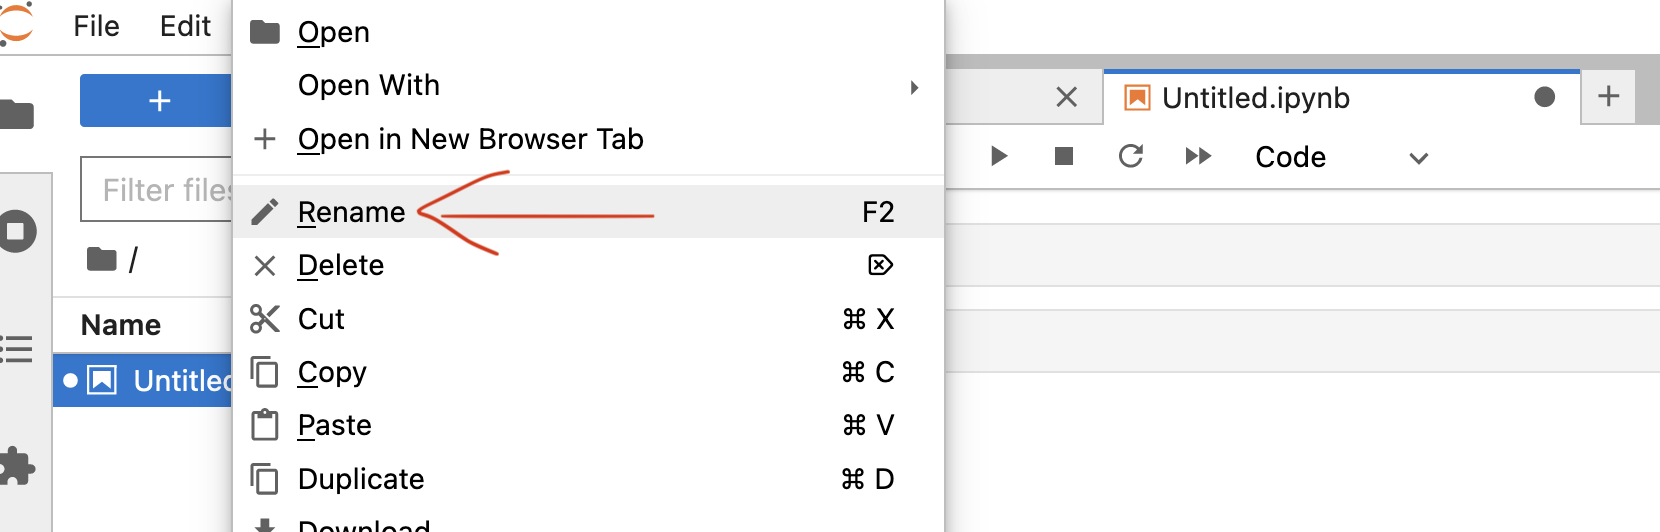 File Edit
Open
Open With
Open in New Browser Tab
Untitled.ipynb
Code
Filter files
Rename F2
/
Delete
Cut ⌘ X
Name
Copy ⌘ C
Untitled
Paste ⌘ V
Duplicate ⌘ D
Download